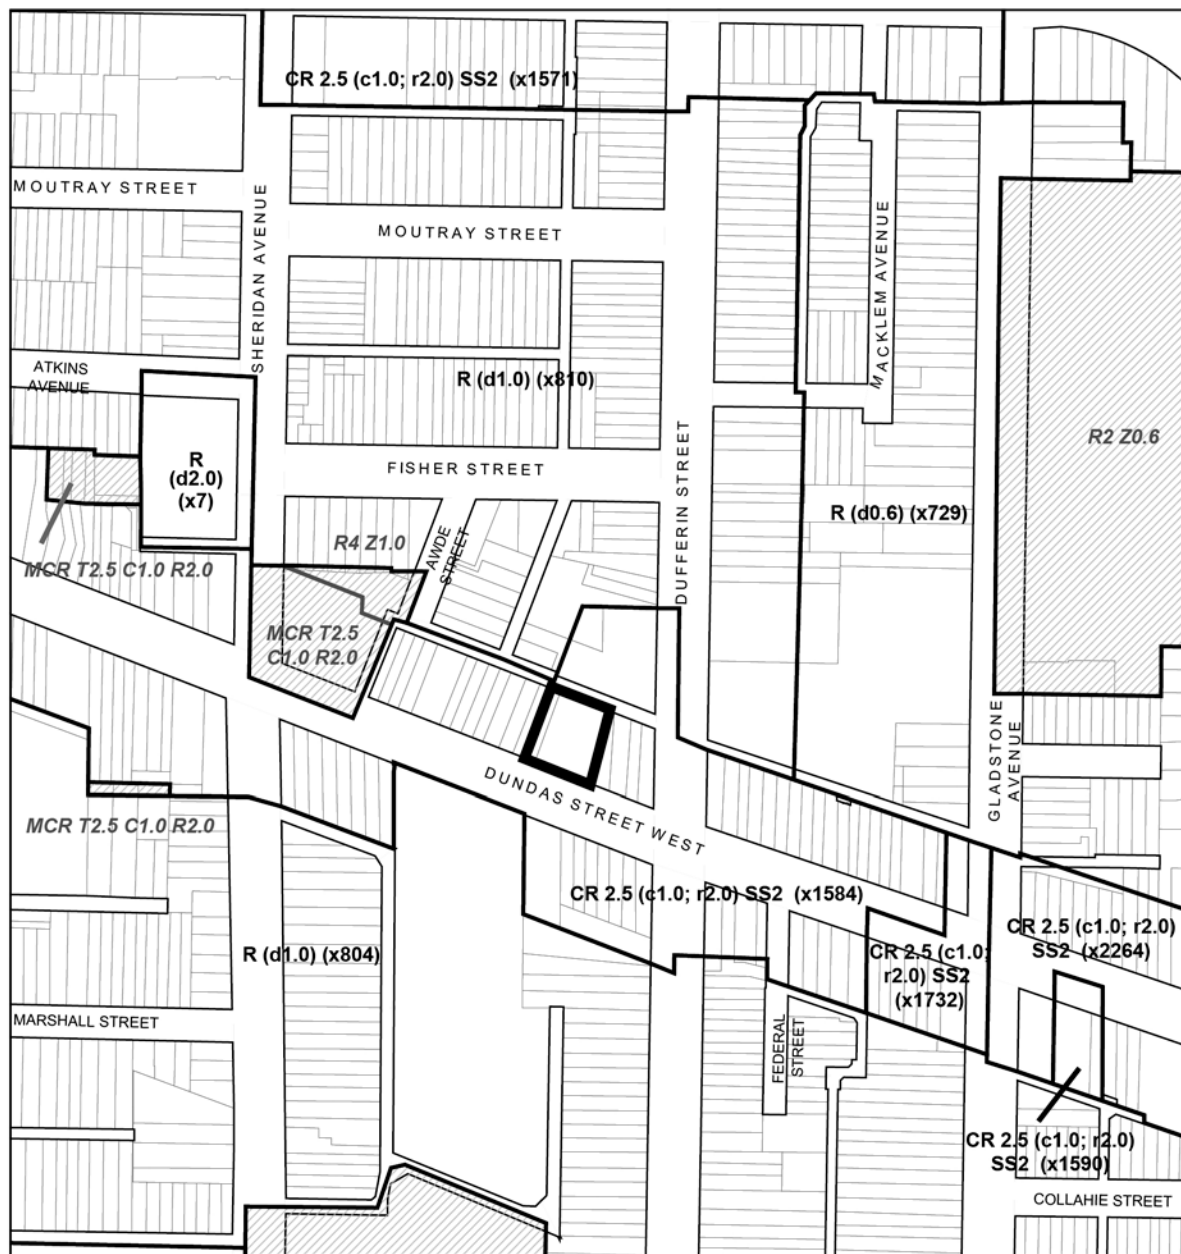 CR 2.5 (c1.0; r2.0) SS2 (x1571)
MOUTRAY STREET
SHERIDAN AVENUE
MOUTRAY STREET
MACKLEM AVENUE
ATKINS
AVENUE
R (d1.0) (x810)
R2 Z0.6
R
(d2.0)
(x7)
FISHER STREET
DUFFERIN STREET
R (d0.6) (x729)
R4 Z1.0
AWDE
STREET
MCR T2.5 C1.0 R2.0
MCR T2.5
C1.0 R2.0
GLADSTONE
AVENUE
DUNDAS STREET WEST
MCR T2.5 C1.0 R2.0
CR 2.5 (c1.0; r2.0) SS2 (x1584)
CR 2.5 (c1.0; r2.0)
SS2 (x2264)
R (d1.0) (x804)
CR 2.5 (c1.0;
r2.0) SS2
(x1732)
MARSHALL STREET
FEDERAL
STREET
CR 2.5 (c1.0; r2.0)
SS2 (x1590)
COLLAHIE STREET